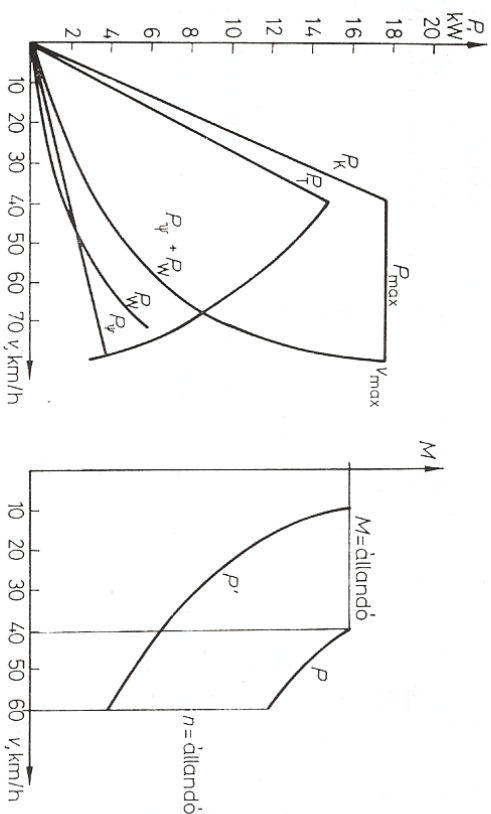 P, kW
20
18
16
14
12
10
8
6
4
2
P_K
P_T
P_max
v_max
P_ψ + P_W
P_W
P_ψ
10 20 30 40 50 60 70 v, km/h
M
M=állandó
P'
P
n=állandó
10 20 30 40 50 60 v, km/h